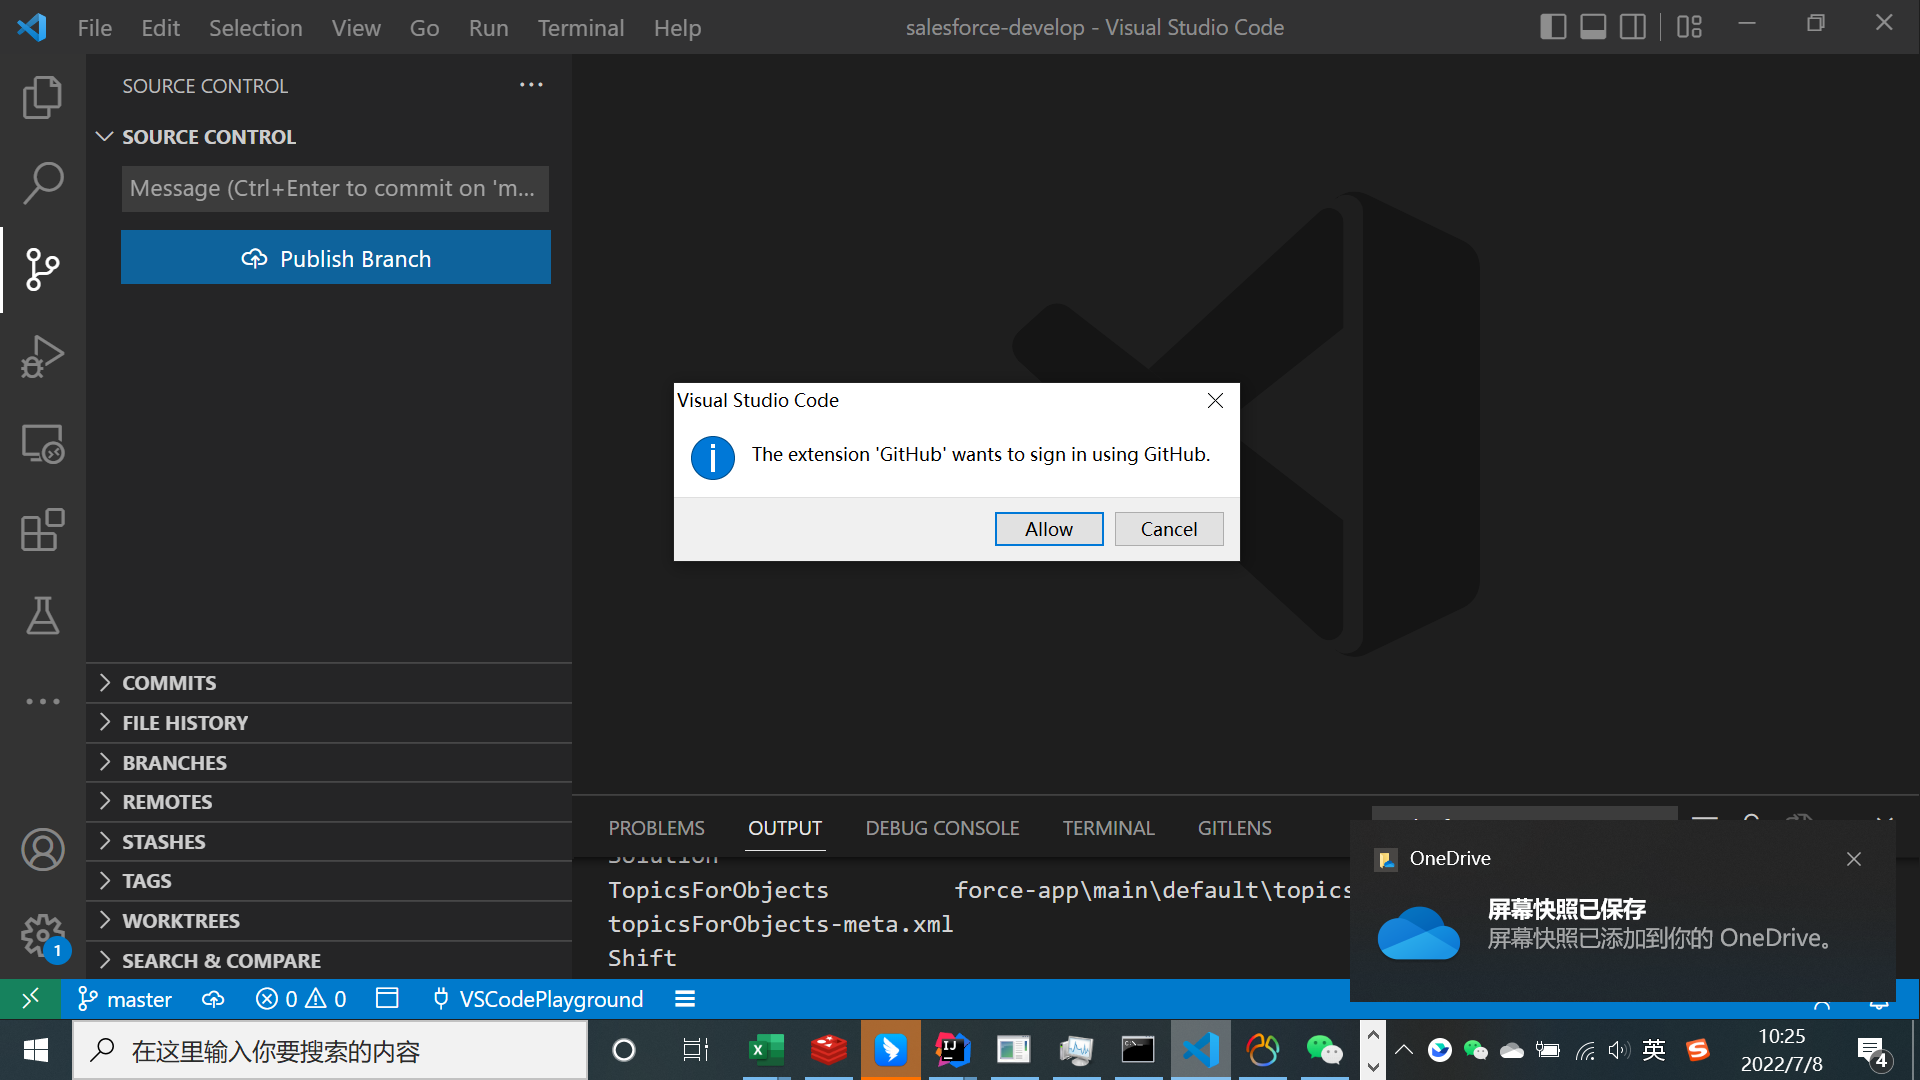 File Edit Selection View Go Run Terminal Help
salesforce-develop - Visual Studio Code
SOURCE CONTROL
SOURCE CONTROL
Message (Ctrl+Enter to commit on 'm...
Publish Branch
Visual Studio Code
The extension 'GitHub' wants to sign in using GitHub.
Allow
Cancel
COMMITS
FILE HISTORY
BRANCHES
REMOTES
STASHES
TAGS
WORKTREES
SEARCH & COMPARE
PROBLEMS OUTPUT DEBUG CONSOLE TERMINAL GITLENS
Solution
TopicsForObjects force-app\main\default\topics
topicsForObjects-meta.xml
Shift
OneDrive
屏幕快照已保存
屏幕快照已添加到你的 OneDrive。
1
master 0 0 VSCodePlayground
在这里输入你要搜索的内容
英
10:25
2022/7/8
4